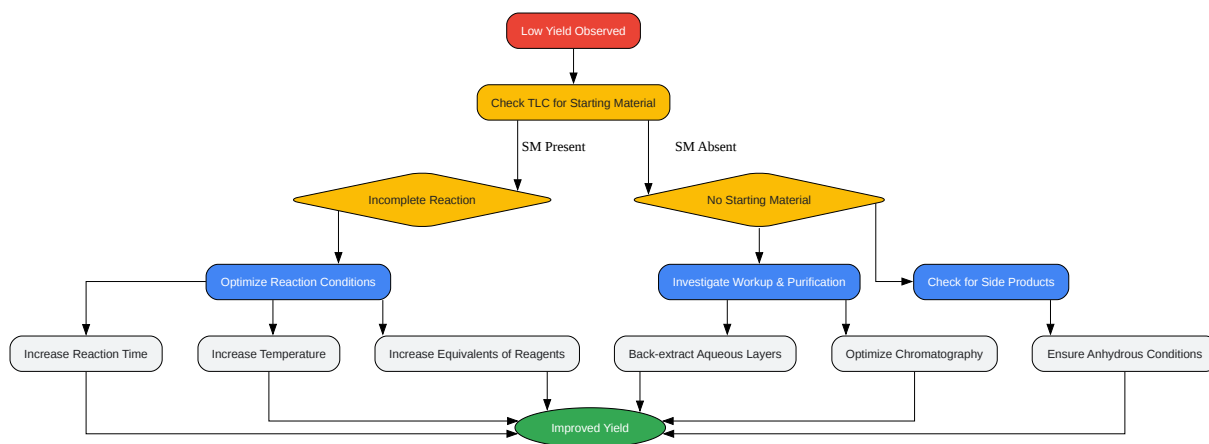 Low Yield Observed
Check TLC for Starting Material
SM Present
SM Absent
Incomplete Reaction
No Starting Material
Optimize Reaction Conditions
Investigate Workup & Purification
Check for Side Products
Increase Reaction Time
Increase Temperature
Increase Equivalents of Reagents
Back-extract Aqueous Layers
Optimize Chromatography
Ensure Anhydrous Conditions
Improved Yield